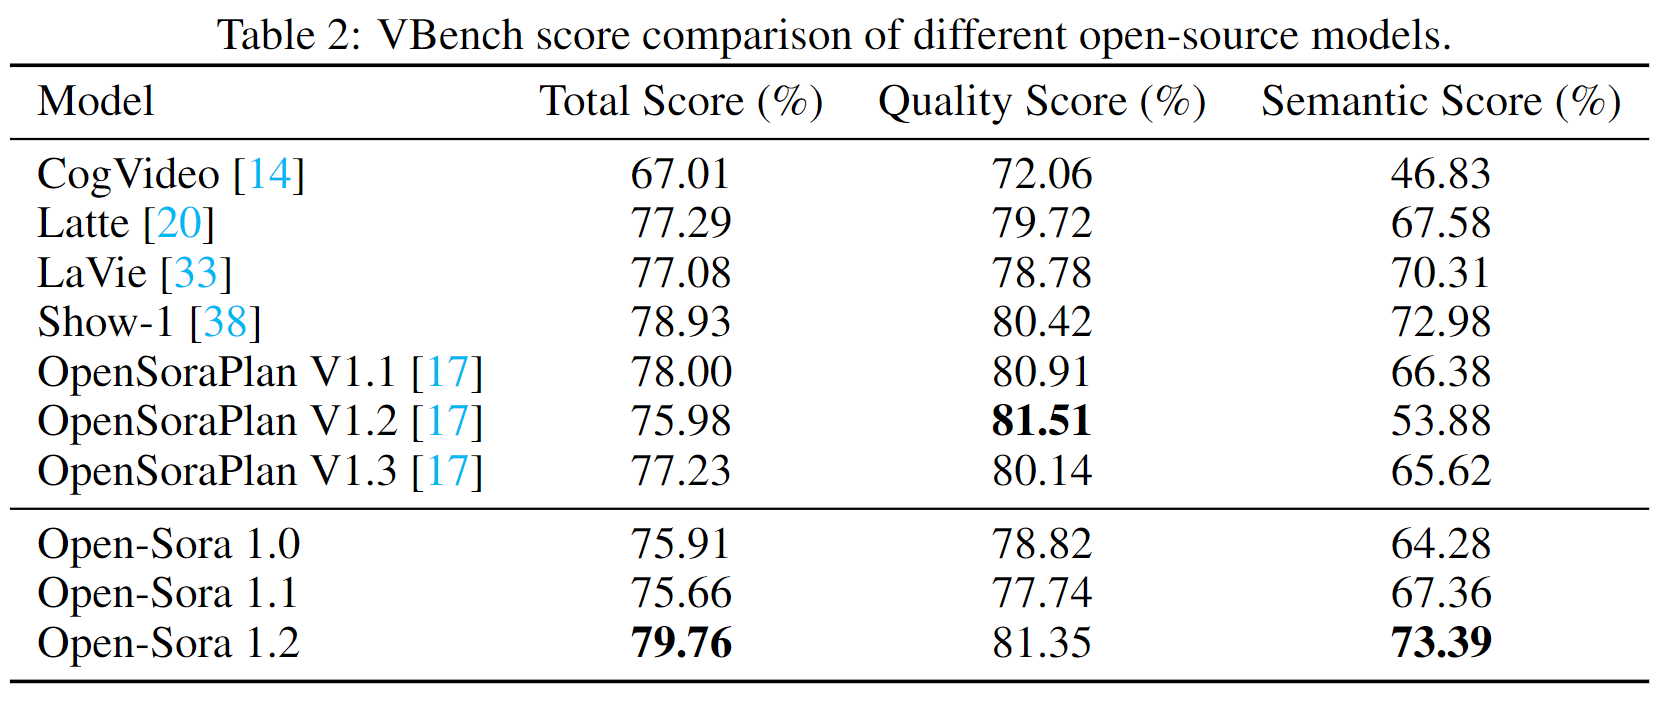 Table 2: VBench score comparison of different open-source models.
Model Total Score (%) Quality Score (%) Semantic Score (%)
CogVideo [14] 67.01 72.06 46.83
Latte [20] 77.29 79.72 67.58
LaVie [33] 77.08 78.78 70.31
Show-1 [38] 78.93 80.42 72.98
OpenSoraPlan V1.1 [17] 78.00 80.91 66.38
OpenSoraPlan V1.2 [17] 75.98 81.51 53.88
OpenSoraPlan V1.3 [17] 77.23 80.14 65.62
Open-Sora 1.0 75.91 78.82 64.28
Open-Sora 1.1 75.66 77.74 67.36
Open-Sora 1.2 79.76 81.35 73.39